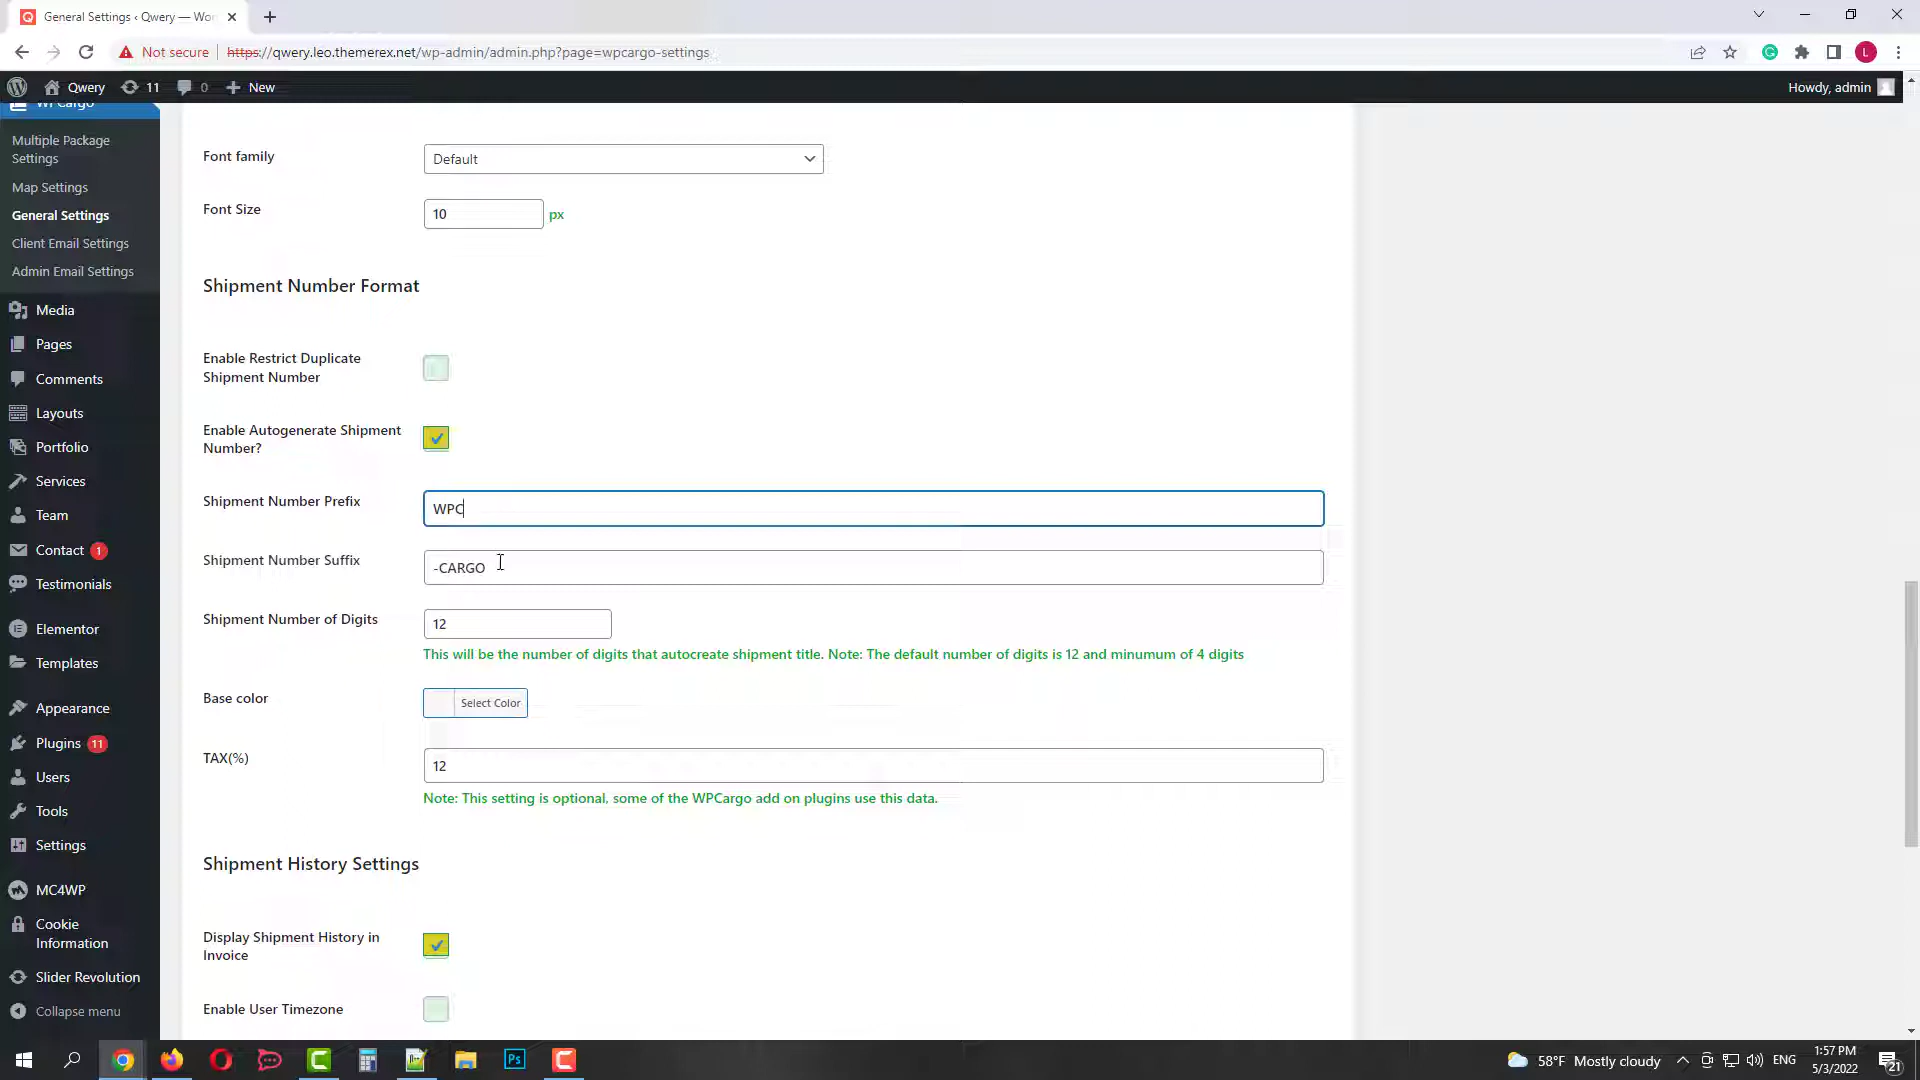 General Settings ‹ Qwery — Wor
Not secure
https://qwery.leo.themerex.net/wp-admin/admin.php?page=wpcargo-settings
L
Qwery
11
0
New
Howdy, admin
WPCargo
Multiple Package
Settings
Map Settings
General Settings
Client Email Settings
Admin Email Settings
Media
Pages
Comments
Layouts
Portfolio
Services
Team
Contact 1
Testimonials
Elementor
Templates
Appearance
Plugins 11
Users
Tools
Settings
MC4WP
Cookie
Information
Slider Revolution
Collapse menu
Font family
Default
Font Size
10
px
Shipment Number Format
Enable Restrict Duplicate
Shipment Number
Enable Autogenerate Shipment
Number?
Shipment Number Prefix
WPC
Shipment Number Suffix
-CARGO
Shipment Number of Digits
12
This will be the number of digits that autocreate shipment title. Note: The default number of digits is 12 and minumum of 4 digits
Base color
Select Color
TAX(%)
12
Note: This setting is optional, some of the WPCargo add on plugins use this data.
Shipment History Settings
Display Shipment History in
Invoice
Enable User Timezone
Ps
58°F Mostly cloudy
ENG
1:57 PM
5/3/2022
21